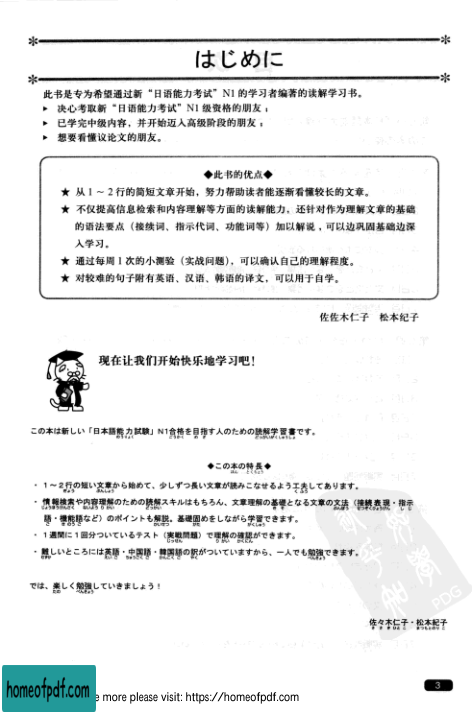 はじめに
此书是专为希望通过新“日语能力考试”N1的学习者编著的读解学习书。
▶ 决心考取新“日语能力考试”N1级资格的朋友；
▶ 已学完中级内容，并开始迈入高级阶段的朋友；
▶ 想要看懂议论文的朋友。
◆此书的优点◆
★ 从1～2行的简短文章开始，努力帮助读者能逐渐看懂较长的文章。
★ 不仅提高信息检索和内容理解等方面的读解能力，还针对作为理解文章的基础
的语法要点（接续词、指示代词、功能词等）加以解说，可以边巩固基础边深
入学习。
★ 通过每周1次的小测验（实战问题），可以确认自己的理解程度。
★ 对较难的句子附有英语、汉语、韩语的译文，可以用于自学。
佐佐木仁子 松本纪子
现在让我们开始快乐地学习吧！
この本は新しい「日本語能力試験」N1合格を目指す人のための読解学習書です。
◆この本の特長◆
・1～2行の短い文章から始めて、少しずつ長い文章が読みこなせるよう工夫してあります。
・情報検索や内容理解のための読解スキルはもちろん、文章理解の基礎となる文章の文法（接続表現・指示
語・機能語など）のポイントも解説。基礎固めをしながら学習できます。
・1週間に1回分ついているテスト（実戦問題）で理解の確認ができます。
・難しいところには英語・中国語・韓国語の訳がついていますから、一人でも勉強できます。
では、楽しく勉強していきましょう！
佐々木仁子・松本紀子
PDG
3
homeofpdf.com
e more please visit: https://homeofpdf.com